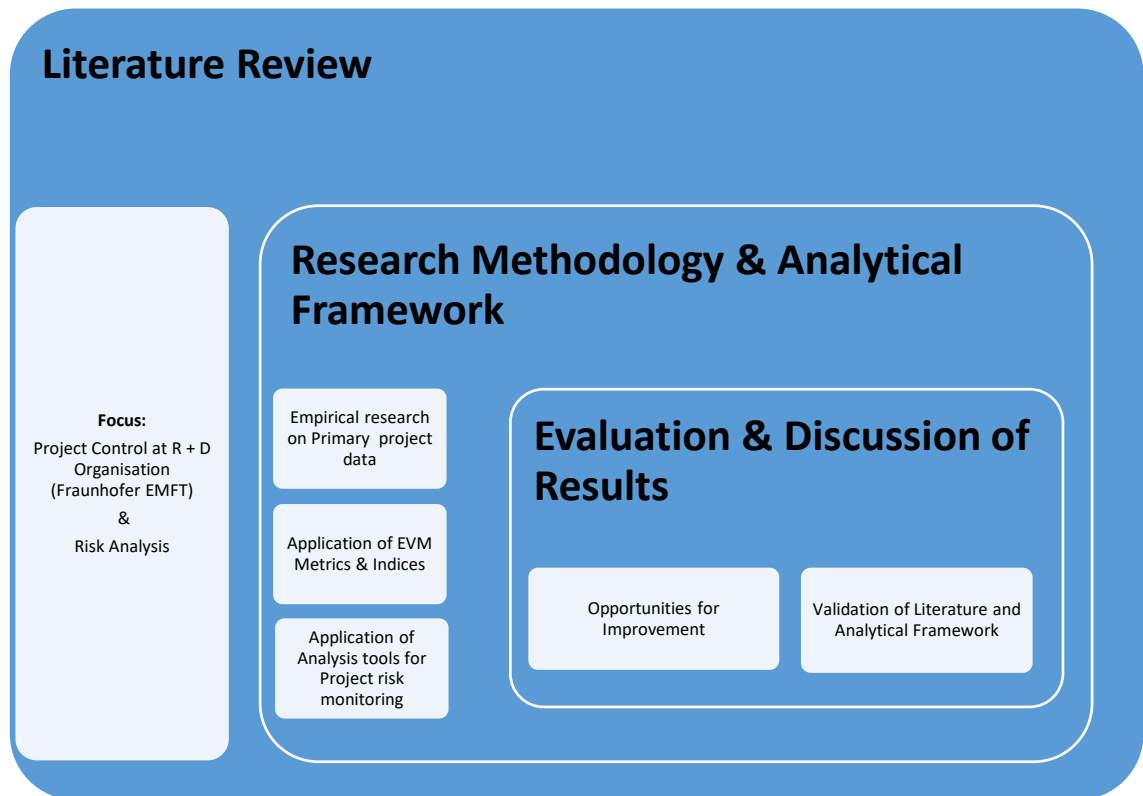 Literature Review
Research Methodology & Analytical
Framework
Focus:
Project Control at R + D
Organisation
(Fraunhofer EMFT)
&
Risk Analysis
Empirical research
on Primary project
data
Application of EVM
Metrics & Indices
Application of
Analysis tools for
Project risk
monitoring
Evaluation & Discussion of
Results
Opportunities for
Improvement
Validation of Literature and
Analytical Framework